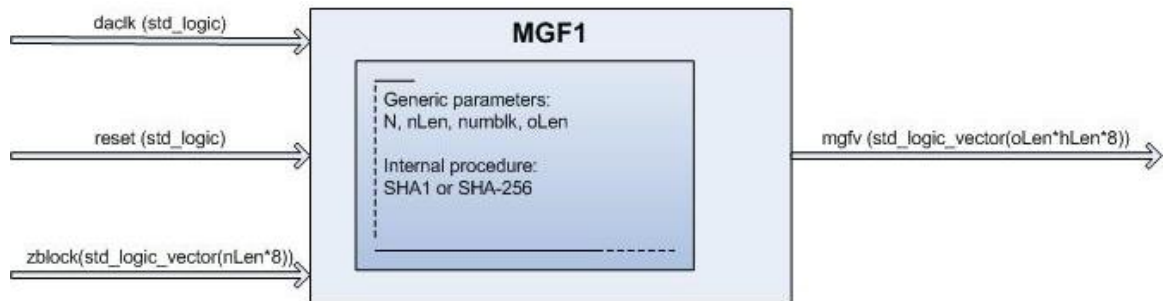 daclk (std_logic)
MGF1
Generic parameters:
N, nLen, numblk, oLen
reset (std_logic)
mgfv (std_logic_vector(oLen*hLen*8))
Internal procedure:
SHA1 or SHA-256
zblock(std_logic_vector(nLen*8))